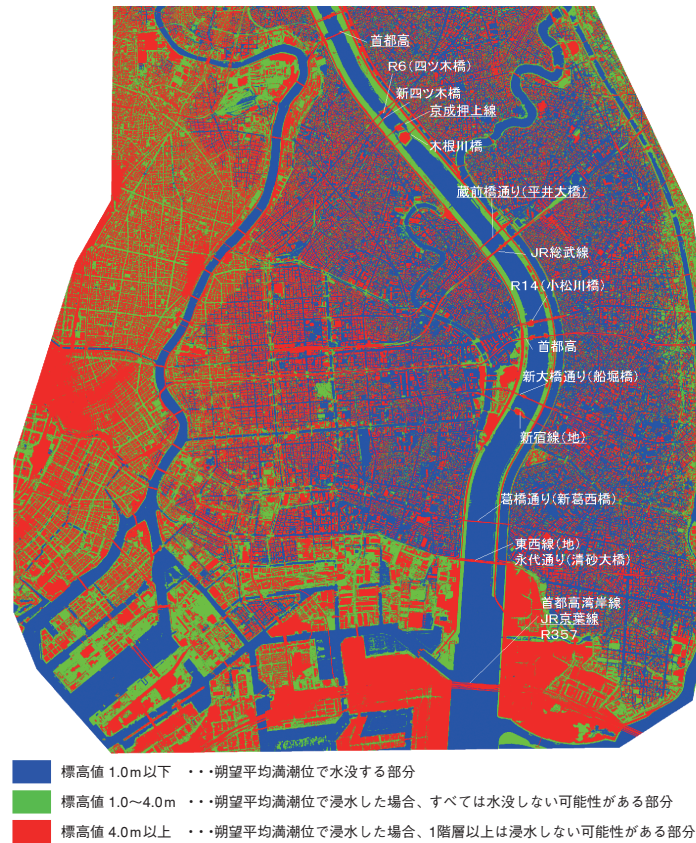 首都高
R6(四ツ木橋)
新四ツ木橋
京成押上線
木根川橋
蔵前橋通り(平井大橋)
JR総武線
R14(小松川橋)
首都高
新大橋通り(船堀橋)
新宿線(地)
葛橋通り(新葛西橋)
東西線(地)
永代通り(清砂大橋)
首都高湾岸線
JR京葉線
R357
標高値 1.0m以下 ・・・朔望平均満潮位で水没する部分
標高値 1.0〜4.0m ・・・朔望平均満潮位で浸水した場合、すべては水没しない可能性がある部分
標高値 4.0m以上 ・・・朔望平均満潮位で浸水した場合、1階層以上は浸水しない可能性がある部分